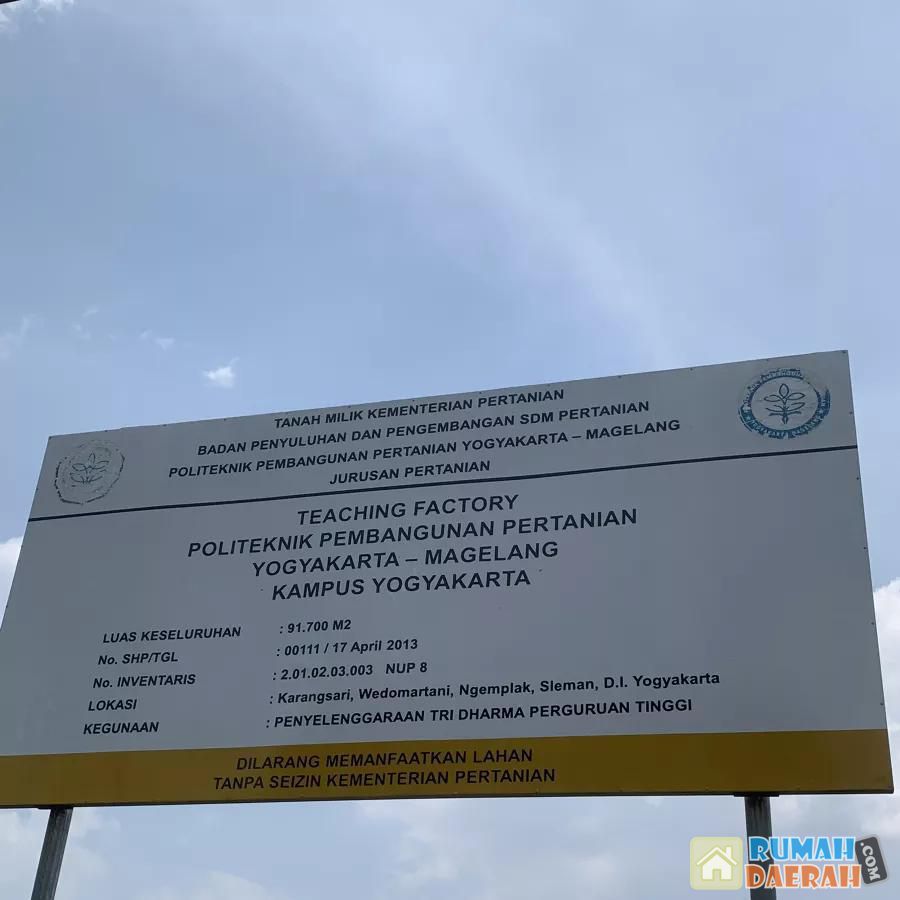 TANAH MILIK KEMENTERIAN PERTANIAN
BADAN PENYULUHAN DAN PENGEMBANGAN SDM PERTANIAN
POLITEKNIK PEMBANGUNAN PERTANIAN YOGYAKARTA – MAGELANG
JURUSAN PERTANIAN
TEACHING FACTORY
POLITEKNIK PEMBANGUNAN PERTANIAN
YOGYAKARTA – MAGELANG
KAMPUS YOGYAKARTA
LUAS KESELURUHAN : 91.700 M2
No. SHP/TGL : 00111 / 17 April 2013
No. INVENTARIS : 2.01.02.03.003 NUP 8
LOKASI : Karangsari, Wedomartani, Ngemplak, Sleman, D.I. Yogyakarta
KEGUNAAN : PENYELENGGARAAN TRI DHARMA PERGURUAN TINGGI
DILARANG MEMANFAATKAN LAHAN
TANPA SEIZIN KEMENTERIAN PERTANIAN
RUMAH
DAERAH.COM